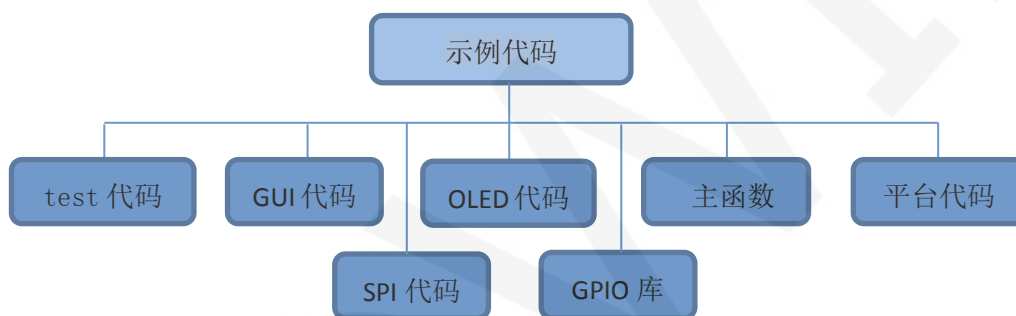 示例代码
test 代码
GUI 代码
OLED 代码
主函数
平台代码
SPI 代码
GPIO 库